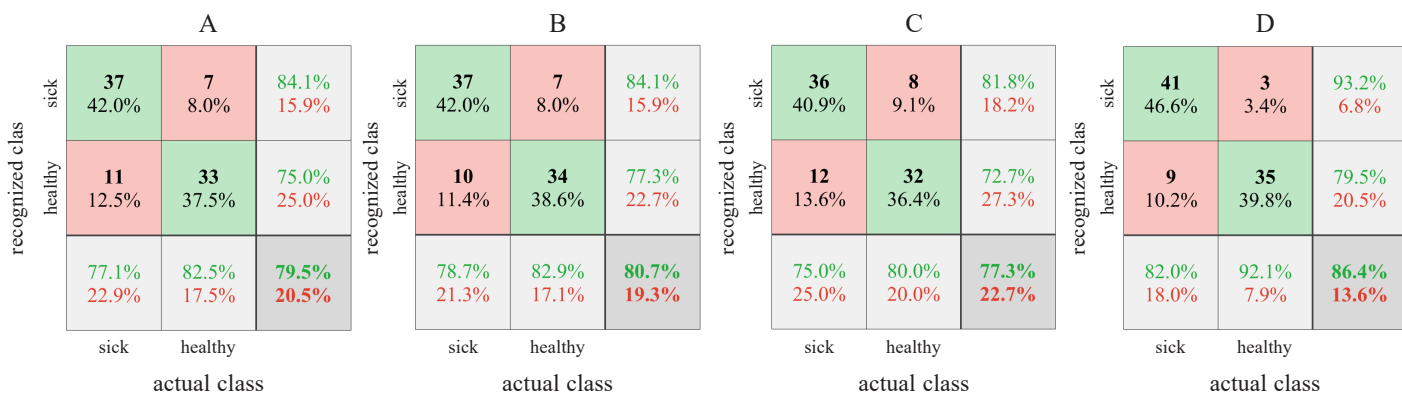 A
recognized clas
sick
37 7 84.1%
42.0% 8.0% 15.9%
healthy
11 33 75.0%
12.5% 37.5% 25.0%
77.1% 82.5% 79.5%
22.9% 17.5% 20.5%
sick healthy
actual class
B
recognized clas
sick
37 7 84.1%
42.0% 8.0% 15.9%
healthy
10 34 77.3%
11.4% 38.6% 22.7%
78.7% 82.9% 80.7%
21.3% 17.1% 19.3%
sick healthy
actual class
C
recognized clas
sick
36 8 81.8%
40.9% 9.1% 18.2%
healthy
12 32 72.7%
13.6% 36.4% 27.3%
75.0% 80.0% 77.3%
25.0% 20.0% 22.7%
sick healthy
actual class
D
recognized clas
sick
41 3 93.2%
46.6% 3.4% 6.8%
healthy
9 35 79.5%
10.2% 39.8% 20.5%
82.0% 92.1% 86.4%
18.0% 7.9% 13.6%
sick healthy
actual class